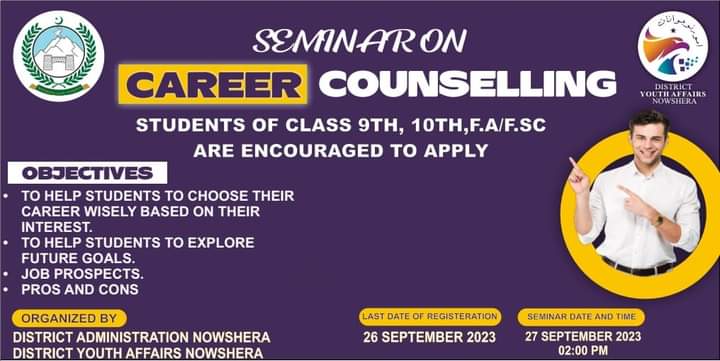 SEMINAR ON
CAREER COUNSELLING
STUDENTS OF CLASS 9TH, 10TH,F.A/F.SC
ARE ENCOURAGED TO APPLY
امور نوجوانان
DISTRICT
YOUTH AFFAIRS
NOWSHERA
OBJECTIVES
• TO HELP STUDENTS TO CHOOSE THEIR
CAREER WISELY BASED ON THEIR
INTEREST.
• TO HELP STUDENTS TO EXPLORE
FUTURE GOALS.
• JOB PROSPECTS.
• PROS AND CONS
ORGANIZED BY
DISTRICT ADMINISTRATION NOWSHERA
DISTRICT YOUTH AFFAIRS NOWSHERA
LAST DATE OF REGISTERATION
26 SEPTEMBER 2023
SEMINAR DATE AND TIME
27 SEPTEMBER 2023
02:00 PM